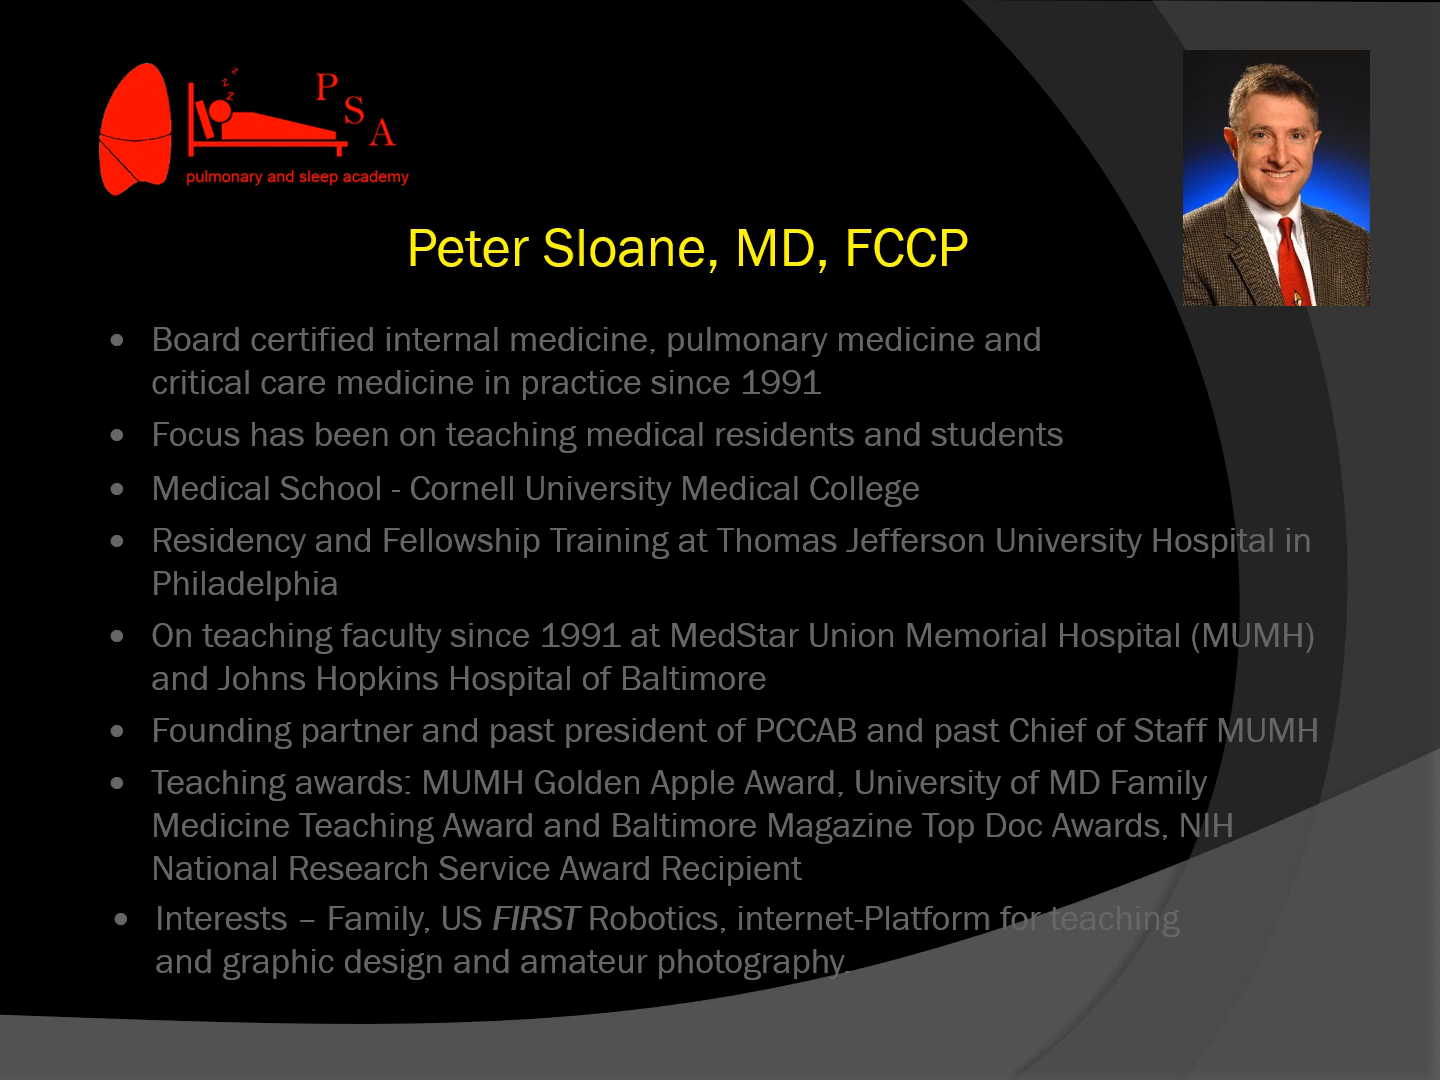 z
z
z
P
S
A
pulmonary and sleep academy
Peter Sloane, MD, FCCP
• Board certified internal medicine, pulmonary medicine and
critical care medicine in practice since 1991
• Focus has been on teaching medical residents and students
• Medical School - Cornell University Medical College
• Residency and Fellowship Training at Thomas Jefferson University Hospital in
Philadelphia
• On teaching faculty since 1991 at MedStar Union Memorial Hospital (MUMH)
and Johns Hopkins Hospital of Baltimore
• Founding partner and past president of PCCAB and past Chief of Staff MUMH
• Teaching awards: MUMH Golden Apple Award, University of MD Family
Medicine Teaching Award and Baltimore Magazine Top Doc Awards, NIH
National Research Service Award Recipient
• Interests – Family, US FIRST Robotics, internet-Platform for teaching
and graphic design and amateur photography.